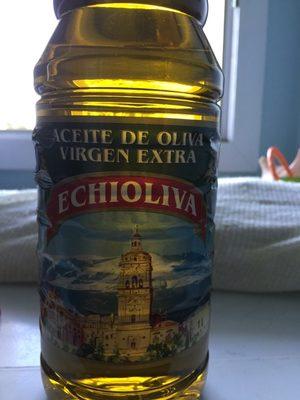 ACEITE DE OLIVA
VIRGEN EXTRA
ECHIOLIVA